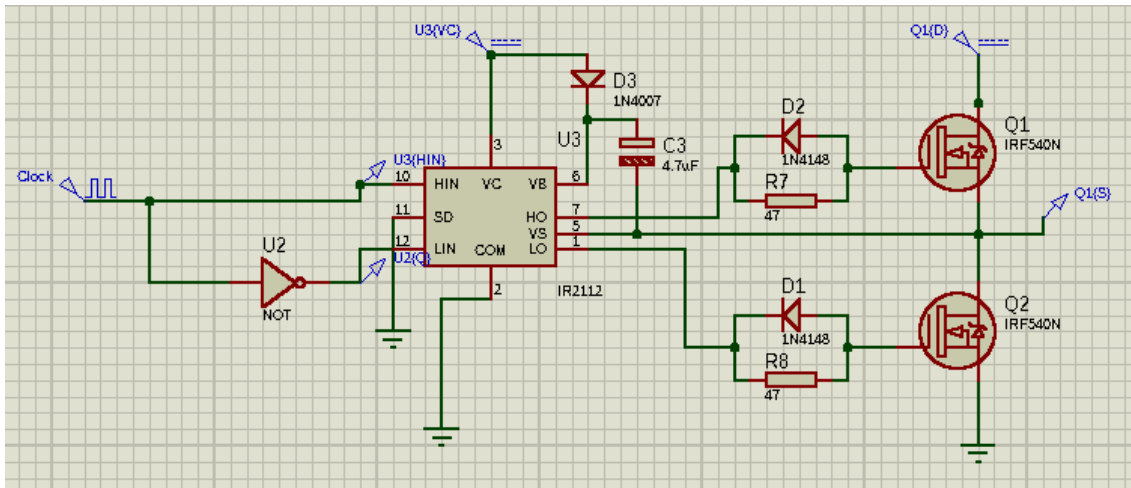 U3(VC)
Q1(D)
D3
1N4007
D2
1N4148
Q1
IRF540N
U3
C3
4.7uF
3
U3(HIN)
Clock
10
HIN
VC
VB
6
R7
47
Q1(S)
11
SD
HO
7
VS
5
12
LIN
COM
LO
1
U2
U2(Q)
NOT
2
IR2112
D1
1N4148
Q2
IRF540N
R8
47